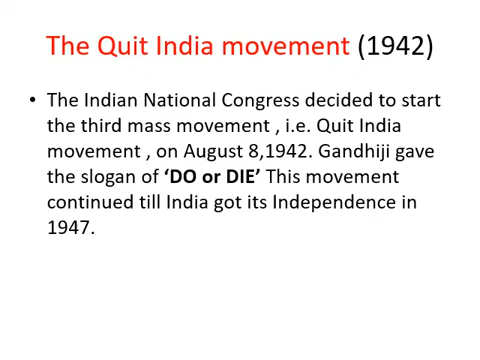 The Quit India movement (1942)
• The Indian National Congress decided to start
the third mass movement , i.e. Quit India
movement , on August 8,1942. Gandhiji gave
the slogan of ‘DO or DIE’ This movement
continued till India got its Independence in
1947.